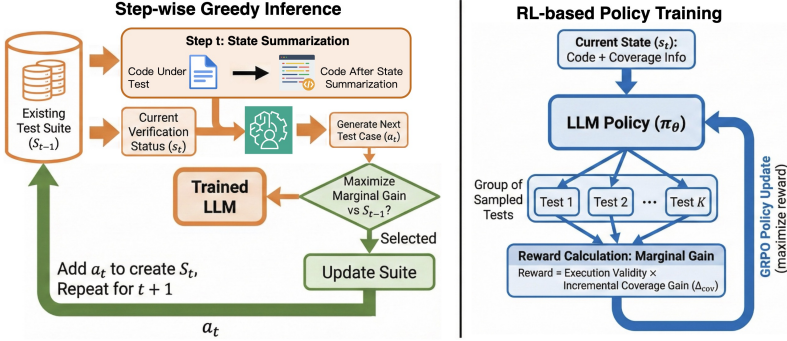 Step-wise Greedy Inference
Step t: State Summarization
Code Under
Test
Code After State
Summarization
Existing
Test Suite
(S_{t−1})
Current
Verification
Status (s_t)
Generate Next
Test Case (a_t)
Trained
LLM
Maximize
Marginal Gain
vs S_{t−1}?
Selected
Update Suite
Add a_t to create S_t,
Repeat for t + 1
a_t
RL-based Policy Training
Current State (s_t):
Code + Coverage Info
LLM Policy (π_θ)
Group of
Sampled
Tests
Test 1
Test 2
···
Test K
Reward Calculation: Marginal Gain
Reward = Execution Validity ×
Incremental Coverage Gain (Δ_cov)
GRPO Policy Update
(maximize reward)